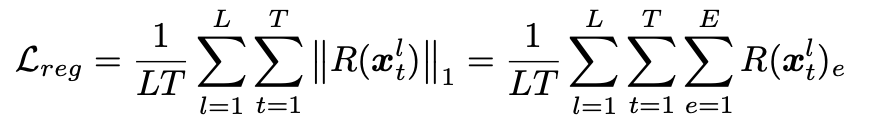 $\mathcal{L}_{reg} = \frac{1}{LT} \sum_{l=1}^{L} \sum_{t=1}^{T} \left\| R(\boldsymbol{x}_t^l) \right\|_1 = \frac{1}{LT} \sum_{l=1}^{L} \sum_{t=1}^{T} \sum_{e=1}^{E} R(\boldsymbol{x}_t^l)_e$